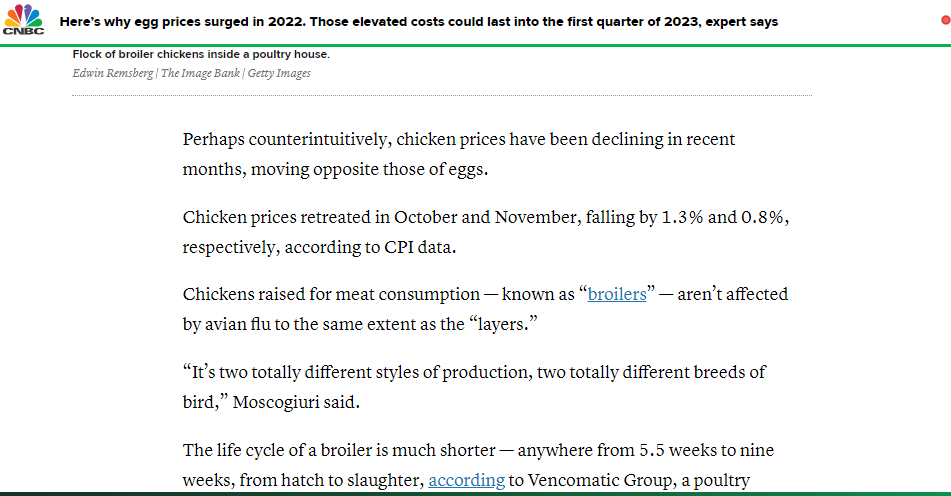 CNBC
Here’s why egg prices surged in 2022. Those elevated costs could last into the first quarter of 2023, expert says
Flock of broiler chickens inside a poultry house.
Edwin Remsberg | The Image Bank | Getty Images
Perhaps counterintuitively, chicken prices have been declining in recent
months, moving opposite those of eggs.
Chicken prices retreated in October and November, falling by 1.3% and 0.8%,
respectively, according to CPI data.
Chickens raised for meat consumption — known as “broilers” — aren’t affected
by avian flu to the same extent as the “layers.”
“It’s two totally different styles of production, two totally different breeds of
bird,” Moscogiuri said.
The life cycle of a broiler is much shorter — anywhere from 5.5 weeks to nine
weeks, from hatch to slaughter, according to Vencomatic Group, a poultry